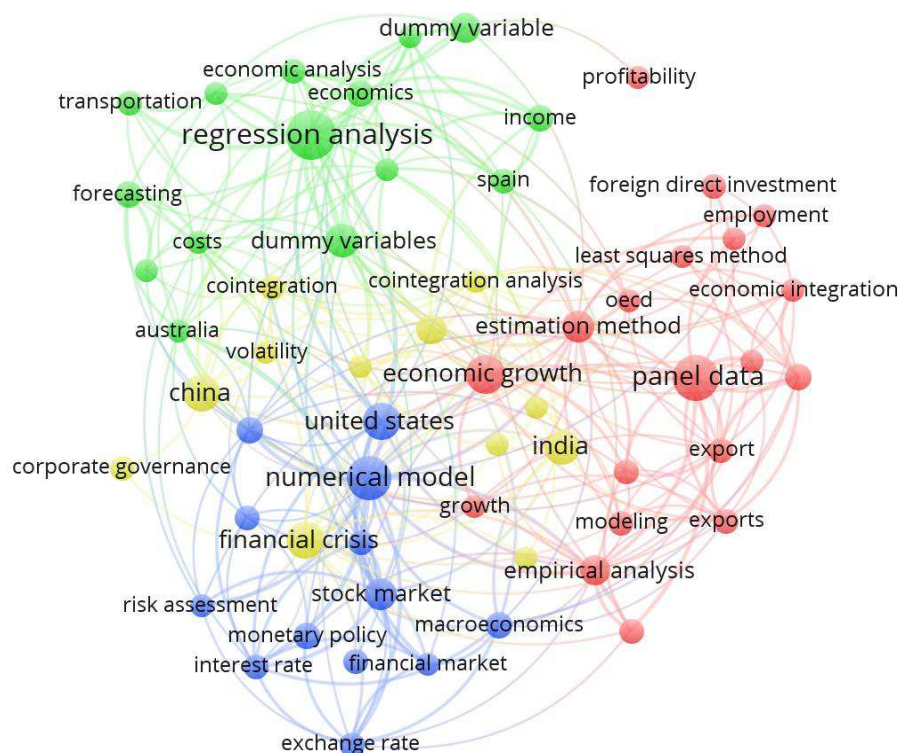 dummy variable
economic analysis
profitability
transportation
economics
regression analysis
income
forecasting
spain
foreign direct investment
employment
costs
dummy variables
least squares method
cointegration
cointegration analysis
economic integration
oecd
australia
estimation method
volatility
china
economic growth
panel data
united states
india
export
corporate governance
numerical model
growth
modeling
exports
financial crisis
empirical analysis
stock market
risk assessment
macroeconomics
monetary policy
interest rate
financial market
exchange rate